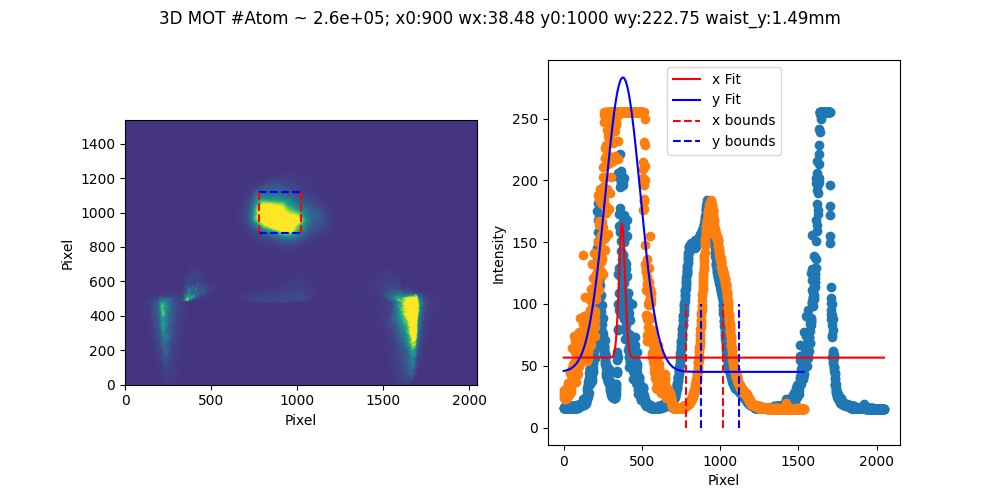 3D MOT #Atom ~ 2.6e+05; x0:900 wx:38.48 y0:1000 wy:222.75 waist_y:1.49mm
1400
1200
1000
800
600
400
200
0
Pixel
0 500 1000 1500 2000
Pixel
x Fit
y Fit
x bounds
y bounds
250
200
150
100
50
0
Intensity
0 500 1000 1500 2000
Pixel